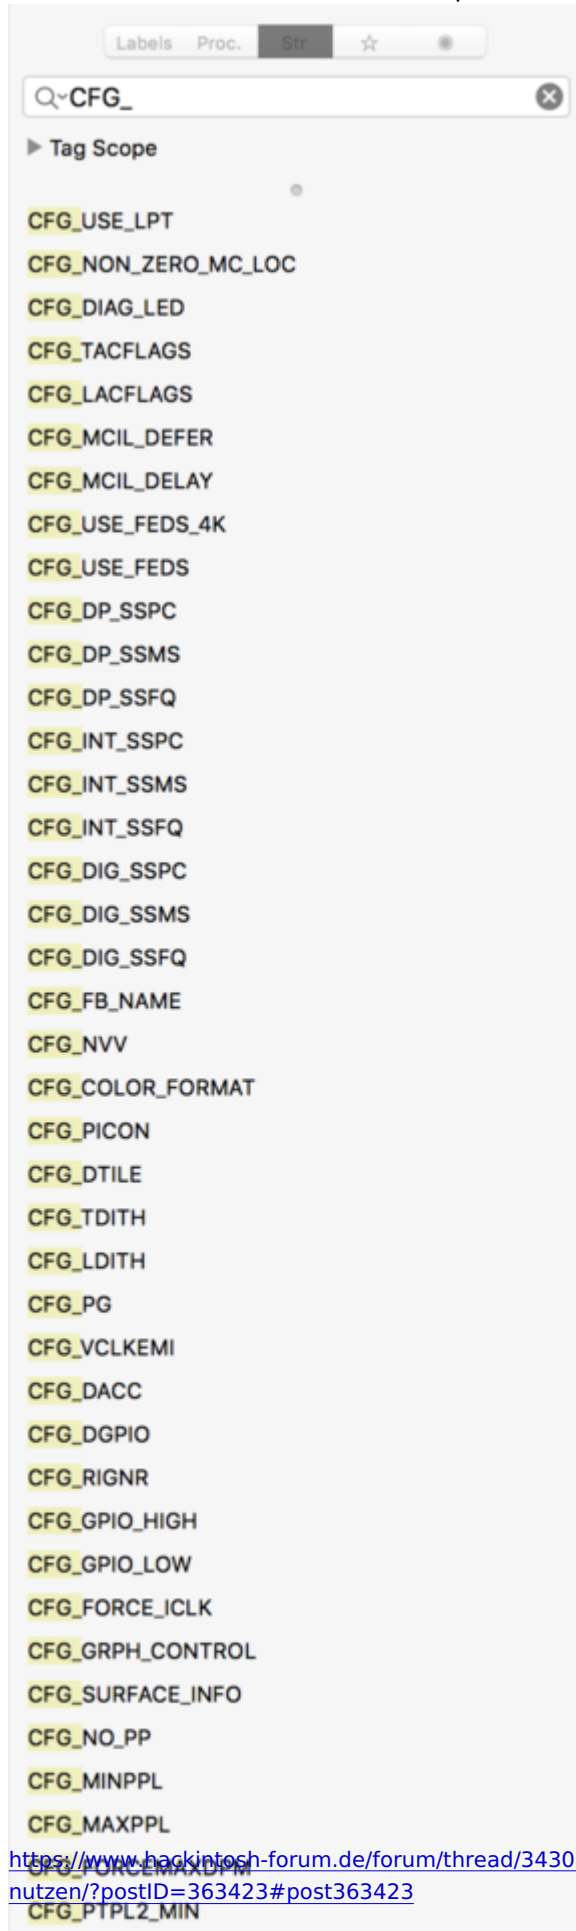 Labels Proc. Str
CFG_
Tag Scope
CFG_USE_LPT
CFG_NON_ZERO_MC_LOC
CFG_DIAG_LED
CFG_TACFLAGS
CFG_LACFLAGS
CFG_MCIL_DEFER
CFG_MCIL_DELAY
CFG_USE_FEDS_4K
CFG_USE_FEDS
CFG_DP_SSPC
CFG_DP_SSMS
CFG_DP_SSFQ
CFG_INT_SSPC
CFG_INT_SSMS
CFG_INT_SSFQ
CFG_DIG_SSPC
CFG_DIG_SSMS
CFG_DIG_SSFQ
CFG_FB_NAME
CFG_NVV
CFG_COLOR_FORMAT
CFG_PICON
CFG_DTILE
CFG_TDITH
CFG_LDITH
CFG_PG
CFG_VCLKEMI
CFG_DACC
CFG_DGPIO
CFG_RIGNR
CFG_GPIO_HIGH
CFG_GPIO_LOW
CFG_FORCE_ICLK
CFG_GRPH_CONTROL
CFG_SURFACE_INFO
CFG_NO_PP
CFG_MINPPL
CFG_MAXPPL
https://www.hackintosh-forum.de/forum/thread/3430
CFG_FORCEMAXDPM
nutzen/?postID=363423#post363423
CFG_PTPL2_MIN